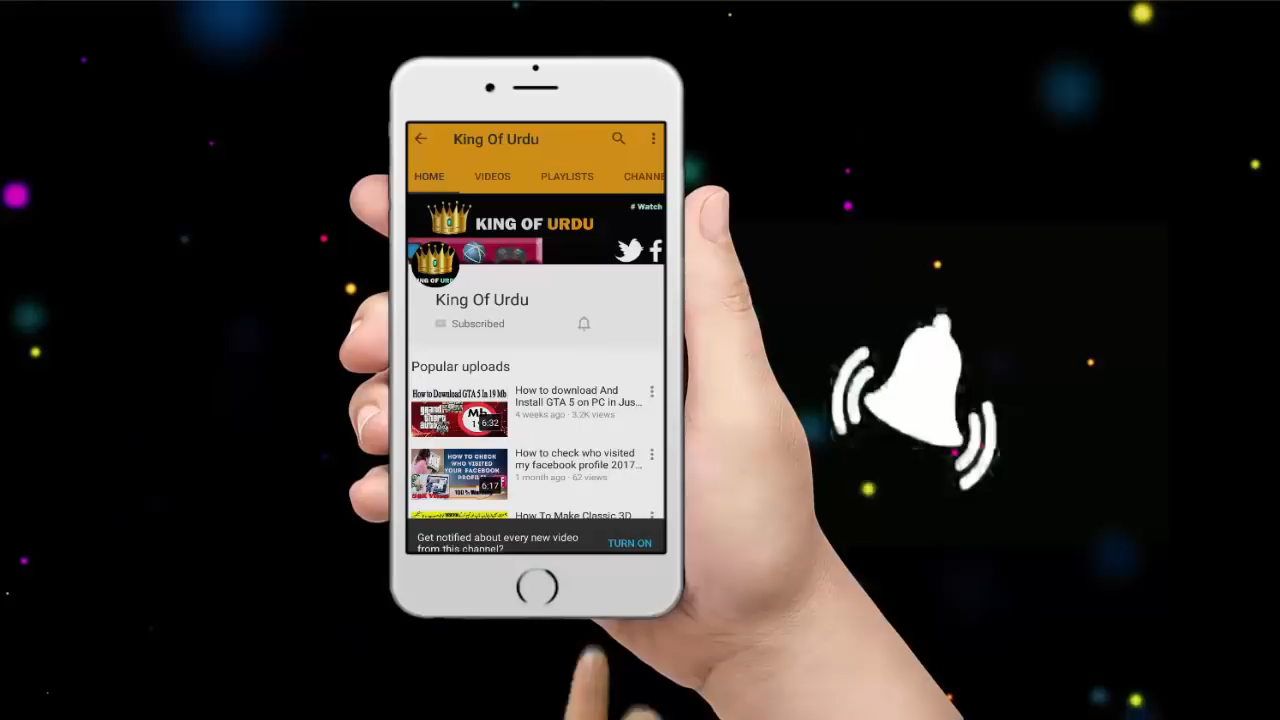 King Of Urdu
HOME VIDEOS PLAYLISTS CHANNE
# Watch
KING OF URDU
King Of Urdu
Subscribed
Popular uploads
How to Download GTA 5 In 19 Mb
6:32
How to download And
Install GTA 5 on PC in Jus...
4 weeks ago · 3.2K views
HOW TO CHECK
WHO VISITED
YOUR FACEBOOK
6:17
How to check who visited
my facebook profile 2017...
1 month ago · 62 views
How To Make Classic 3D
Get notified about every new video
from this channel?
TURN ON